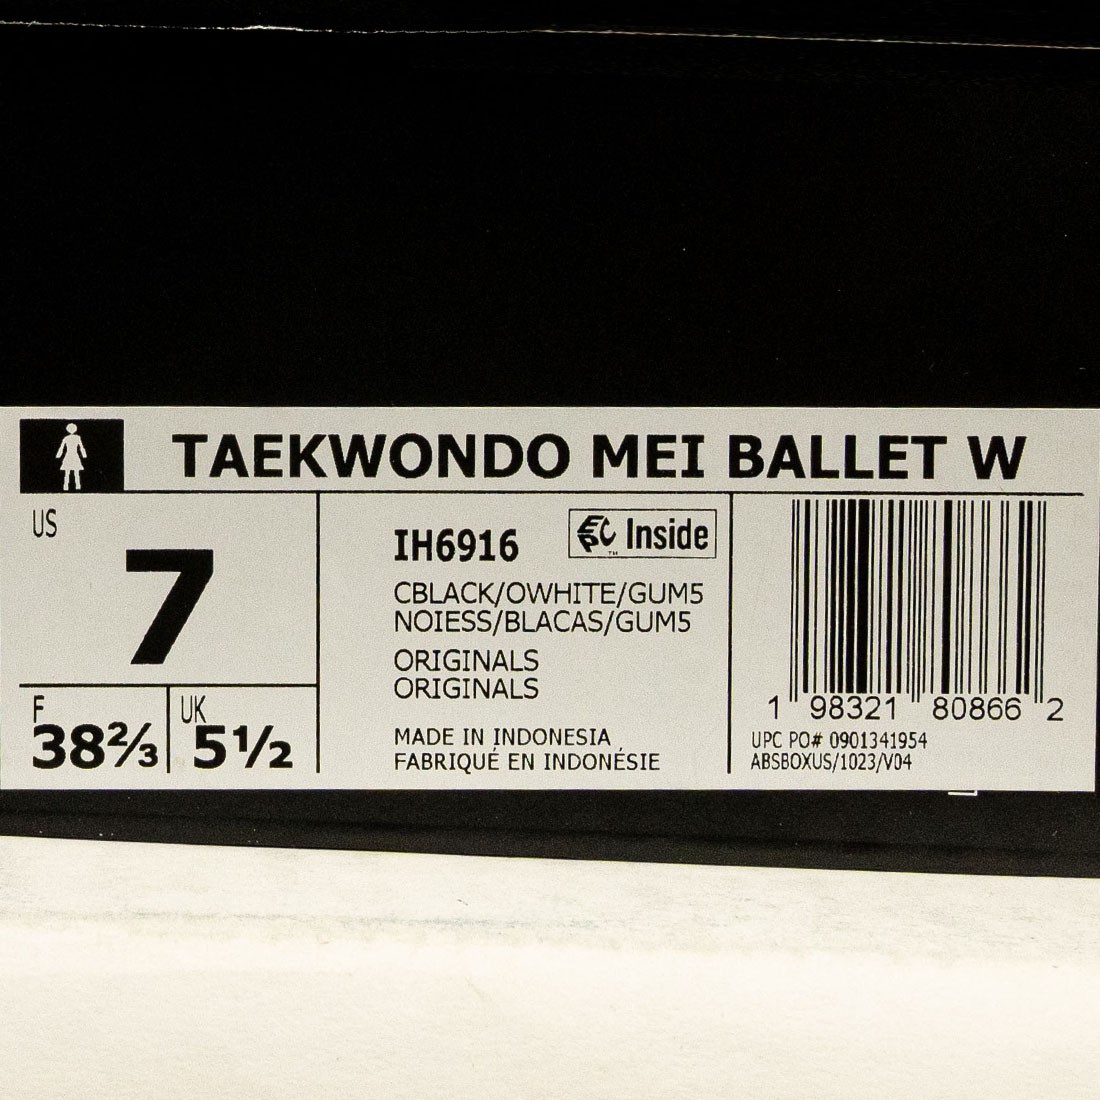 TAEKWONDO MEI BALLET W
US
7
F
38⅔
UK
5½
IH6916
EPC™ Inside
CBLACK/OWHITE/GUM5
NOIESS/BLACAS/GUM5
ORIGINALS
ORIGINALS
MADE IN INDONESIA
FABRIQUÉ EN INDONÉSIE
1 98321 80866 2
UPC PO# 0901341954
ABSBOXUS/1023/V04